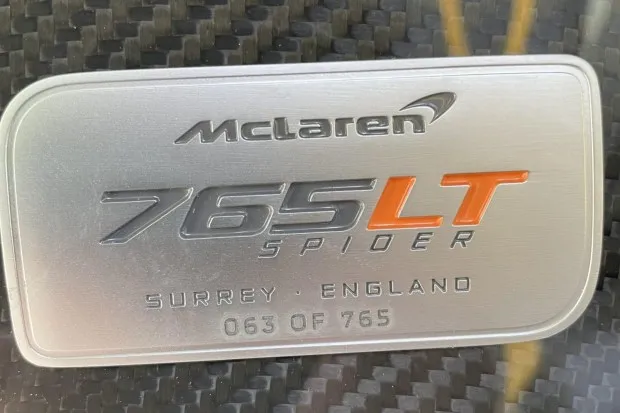 McLaren
765LT
SPIDER
SURREY · ENGLAND
063 OF 765